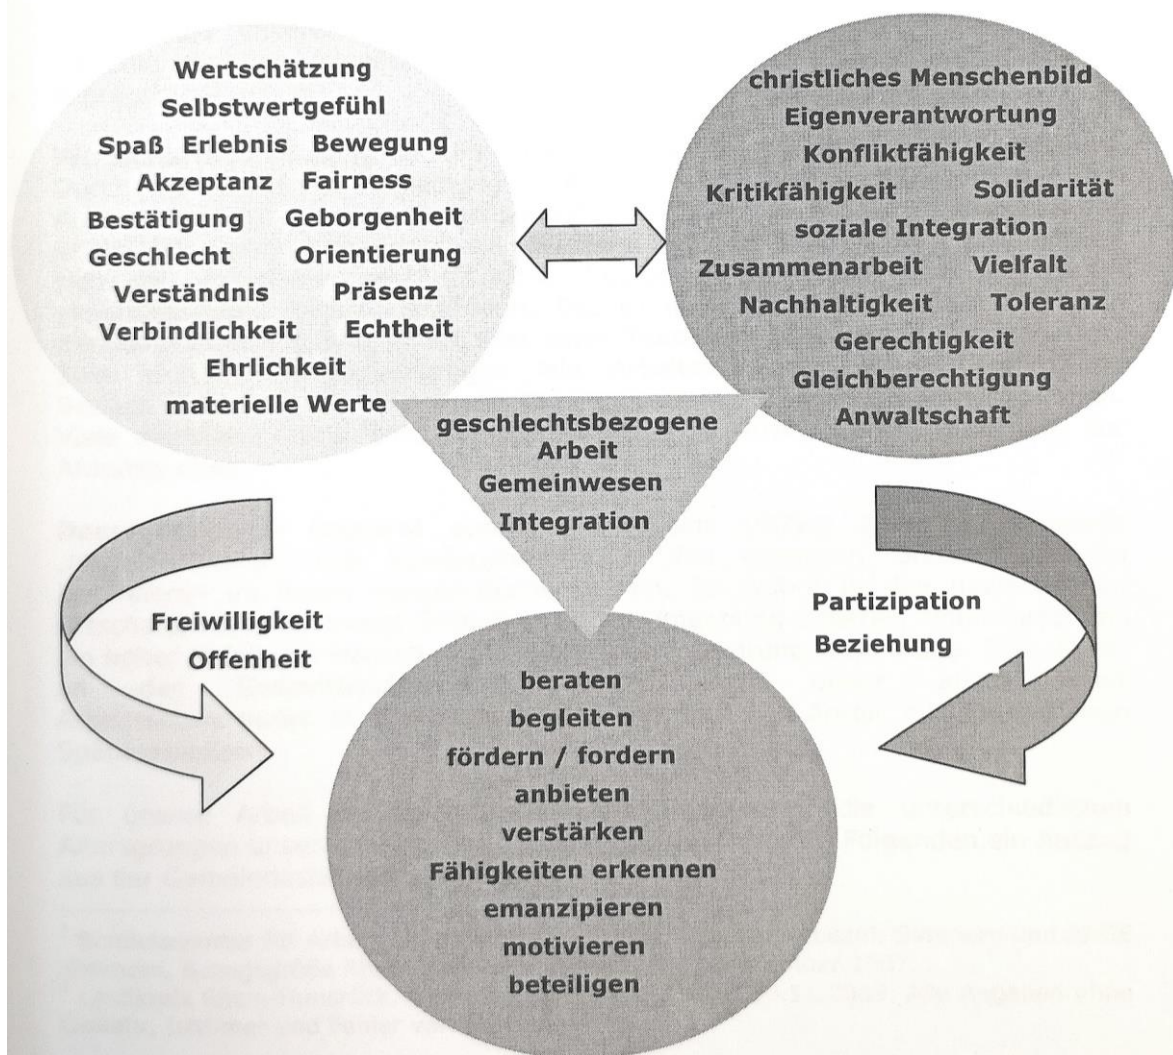 Wertschätzung
Selbstwertgefühl
Spaß Erlebnis Bewegung
Akzeptanz Fairness
Bestätigung Geborgenheit
Geschlecht Orientierung
Verständnis Präsenz
Verbindlichkeit Echtheit
Ehrlichkeit
materielle Werte
christliches Menschenbild
Eigenverantwortung
Konfliktfähigkeit
Kritikfähigkeit Solidarität
soziale Integration
Zusammenarbeit Vielfalt
Nachhaltigkeit Toleranz
Gerechtigkeit
Gleichberechtigung
Anwaltschaft
geschlechtsbezogene
Arbeit
Gemeinwesen
Integration
Freiwilligkeit
Offenheit
Partizipation
Beziehung
beraten
begleiten
fördern / fordern
anbieten
verstärken
Fähigkeiten erkennen
emanzipieren
motivieren
beteiligen